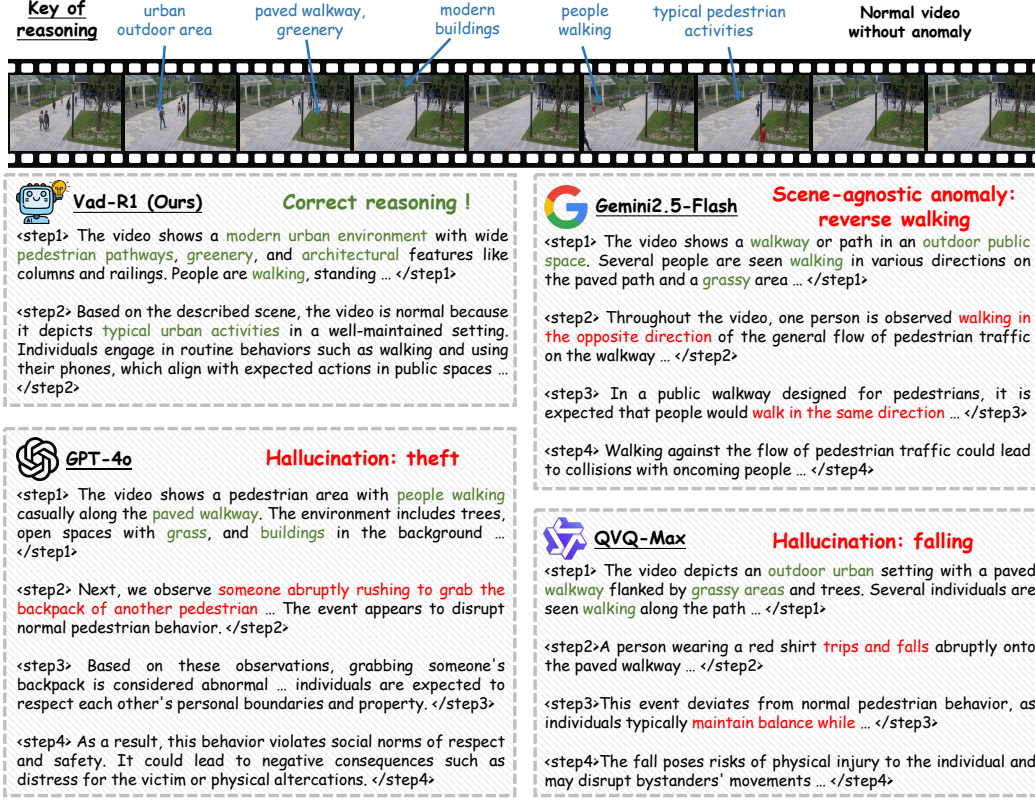 Key of
reasoning
urban
outdoor area
paved walkway,
greenery
modern
buildings
people
walking
typical pedestrian
activities
Normal video
without anomaly
AI
Vad-R1 (Ours)
Correct reasoning !
<step1> The video shows a modern urban environment with wide
pedestrian pathways, greenery, and architectural features like
columns and railings. People are walking, standing … </step1>
<step2> Based on the described scene, the video is normal because
it depicts typical urban activities in a well-maintained setting.
Individuals engage in routine behaviors such as walking and using
their phones, which align with expected actions in public spaces …
</step2>
GPT-4o
Hallucination: theft
<step1> The video shows a pedestrian area with people walking
casually along the paved walkway. The environment includes trees,
open spaces with grass, and buildings in the background …
</step1>
<step2> Next, we observe someone abruptly rushing to grab the
backpack of another pedestrian … The event appears to disrupt
normal pedestrian behavior. </step2>
<step3> Based on these observations, grabbing someone's
backpack is considered abnormal … individuals are expected to
respect each other's personal boundaries and property. </step3>
<step4> As a result, this behavior violates social norms of respect
and safety. It could lead to negative consequences such as
distress for the victim or physical altercations. </step4>
Gemini2.5-Flash
Scene-agnostic anomaly:
reverse walking
<step1> The video shows a walkway or path in an outdoor public
space. Several people are seen walking in various directions on
the paved path and a grassy area … </step1>
<step2> Throughout the video, one person is observed walking in
the opposite direction of the general flow of pedestrian traffic
on the walkway … </step2>
<step3> In a public walkway designed for pedestrians, it is
expected that people would walk in the same direction … </step3>
<step4> Walking against the flow of pedestrian traffic could lead
to collisions with oncoming people … </step4>
QVQ-Max
Hallucination: falling
<step1> The video depicts an outdoor urban setting with a paved
walkway flanked by grassy areas and trees. Several individuals are
seen walking along the path … </step1>
<step2>A person wearing a red shirt trips and falls abruptly onto
the paved walkway … </step2>
<step3>This event deviates from normal pedestrian behavior, as
individuals typically maintain balance while … </step3>
<step4>The fall poses risks of physical injury to the individual and
may disrupt bystanders' movements … </step4>